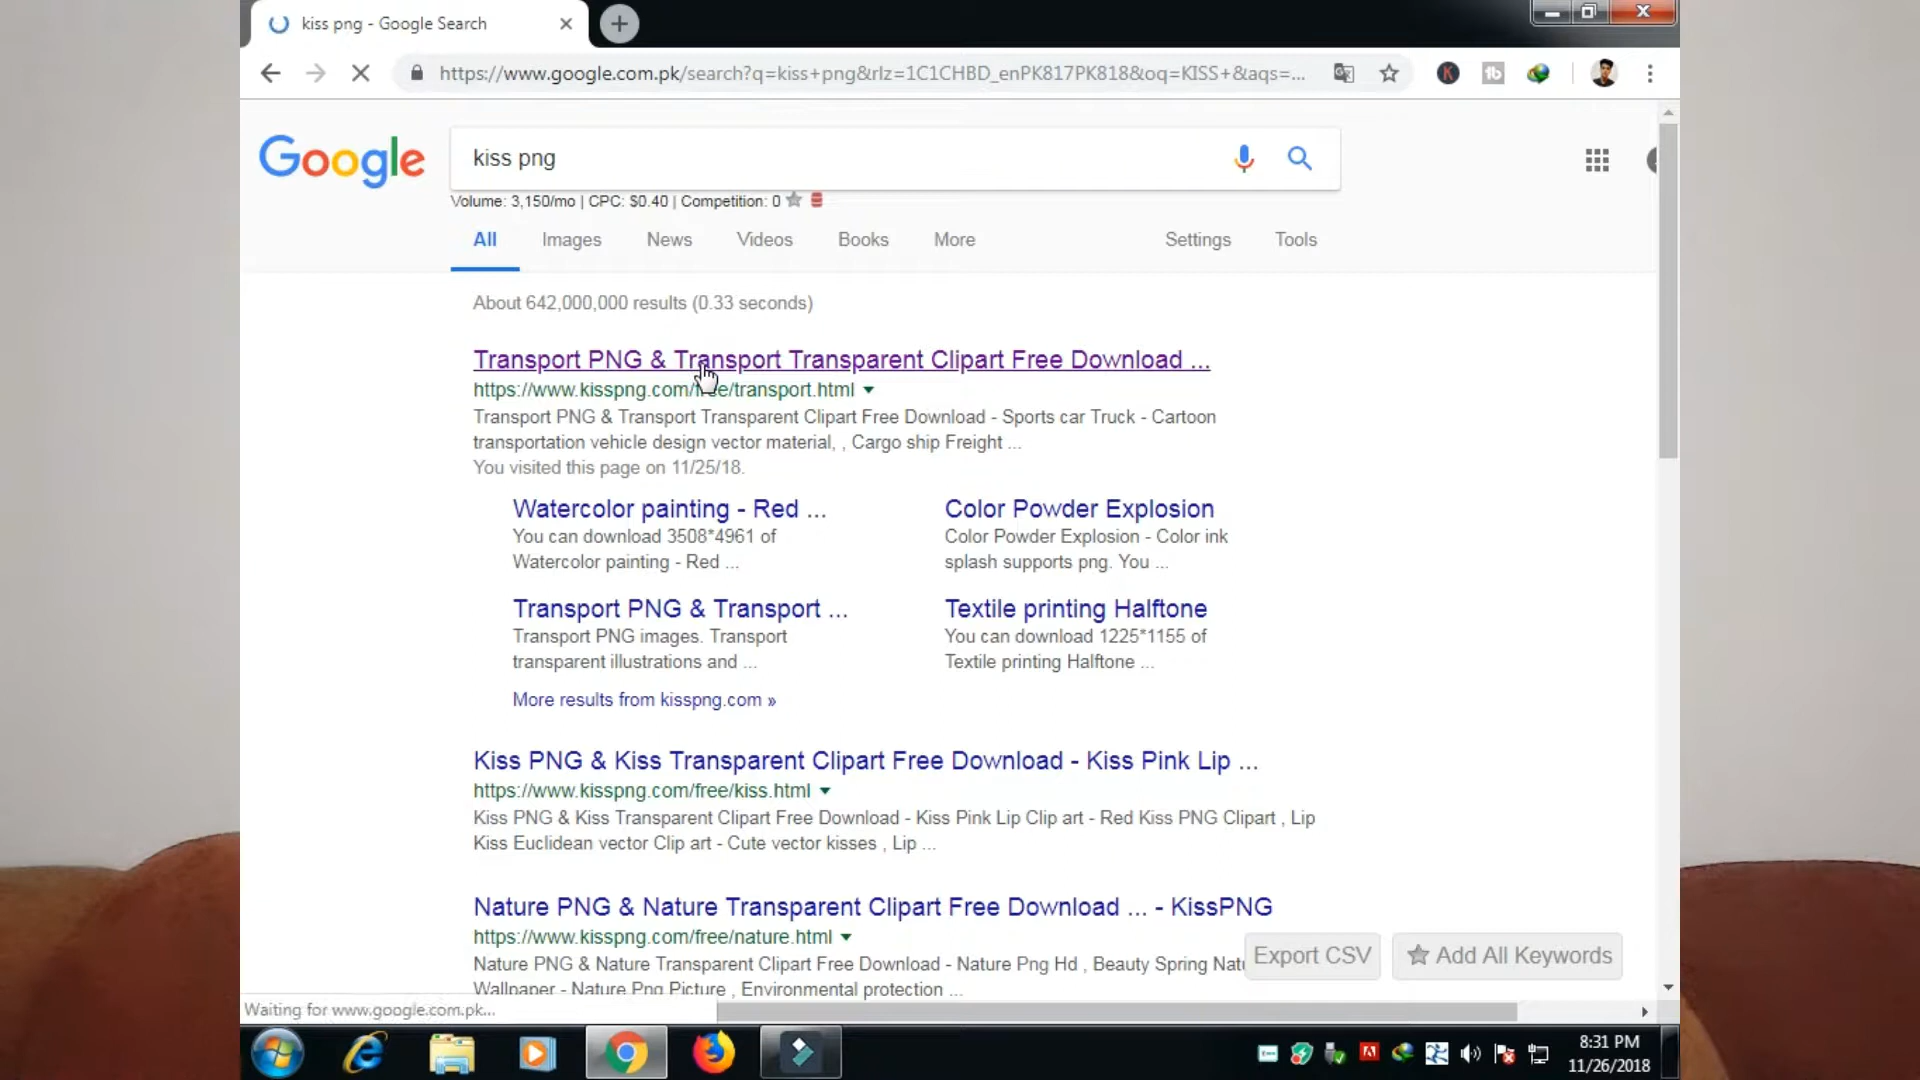 kiss png - Google Search
https://www.google.com.pk/search?q=kiss+png&rlz=1C1CHBD_enPK817PK818&oq=KISS+&aqs=...
Google
kiss png
Volume: 3,150/mo | CPC: $0.40 | Competition: 0
All Images News Videos Books More Settings Tools
About 642,000,000 results (0.33 seconds)
Transport PNG & Transport Transparent Clipart Free Download ...
https://www.kisspng.com/free/transport.html
Transport PNG & Transport Transparent Clipart Free Download - Sports car Truck - Cartoon
transportation vehicle design vector material, , Cargo ship Freight ...
You visited this page on 11/25/18.
Watercolor painting - Red ...
You can download 3508*4961 of
Watercolor painting - Red ...
Color Powder Explosion
Color Powder Explosion - Color ink
splash supports png. You ...
Transport PNG & Transport ...
Transport PNG images. Transport
transparent illustrations and ...
Textile printing Halftone
You can download 1225*1155 of
Textile printing Halftone ...
More results from kisspng.com »
Kiss PNG & Kiss Transparent Clipart Free Download - Kiss Pink Lip ...
https://www.kisspng.com/free/kiss.html
Kiss PNG & Kiss Transparent Clipart Free Download - Kiss Pink Lip Clip art - Red Kiss PNG Clipart , Lip
Kiss Euclidean vector Clip art - Cute vector kisses , Lip ...
Nature PNG & Nature Transparent Clipart Free Download ... - KissPNG
https://www.kisspng.com/free/nature.html
Nature PNG & Nature Transparent Clipart Free Download - Nature Png Hd , Beauty Spring Natu
Wallpaper - Nature Png Picture , Environmental protection ...
Export CSV
Add All Keywords
Waiting for www.google.com.pk...
8:31 PM
11/26/2018